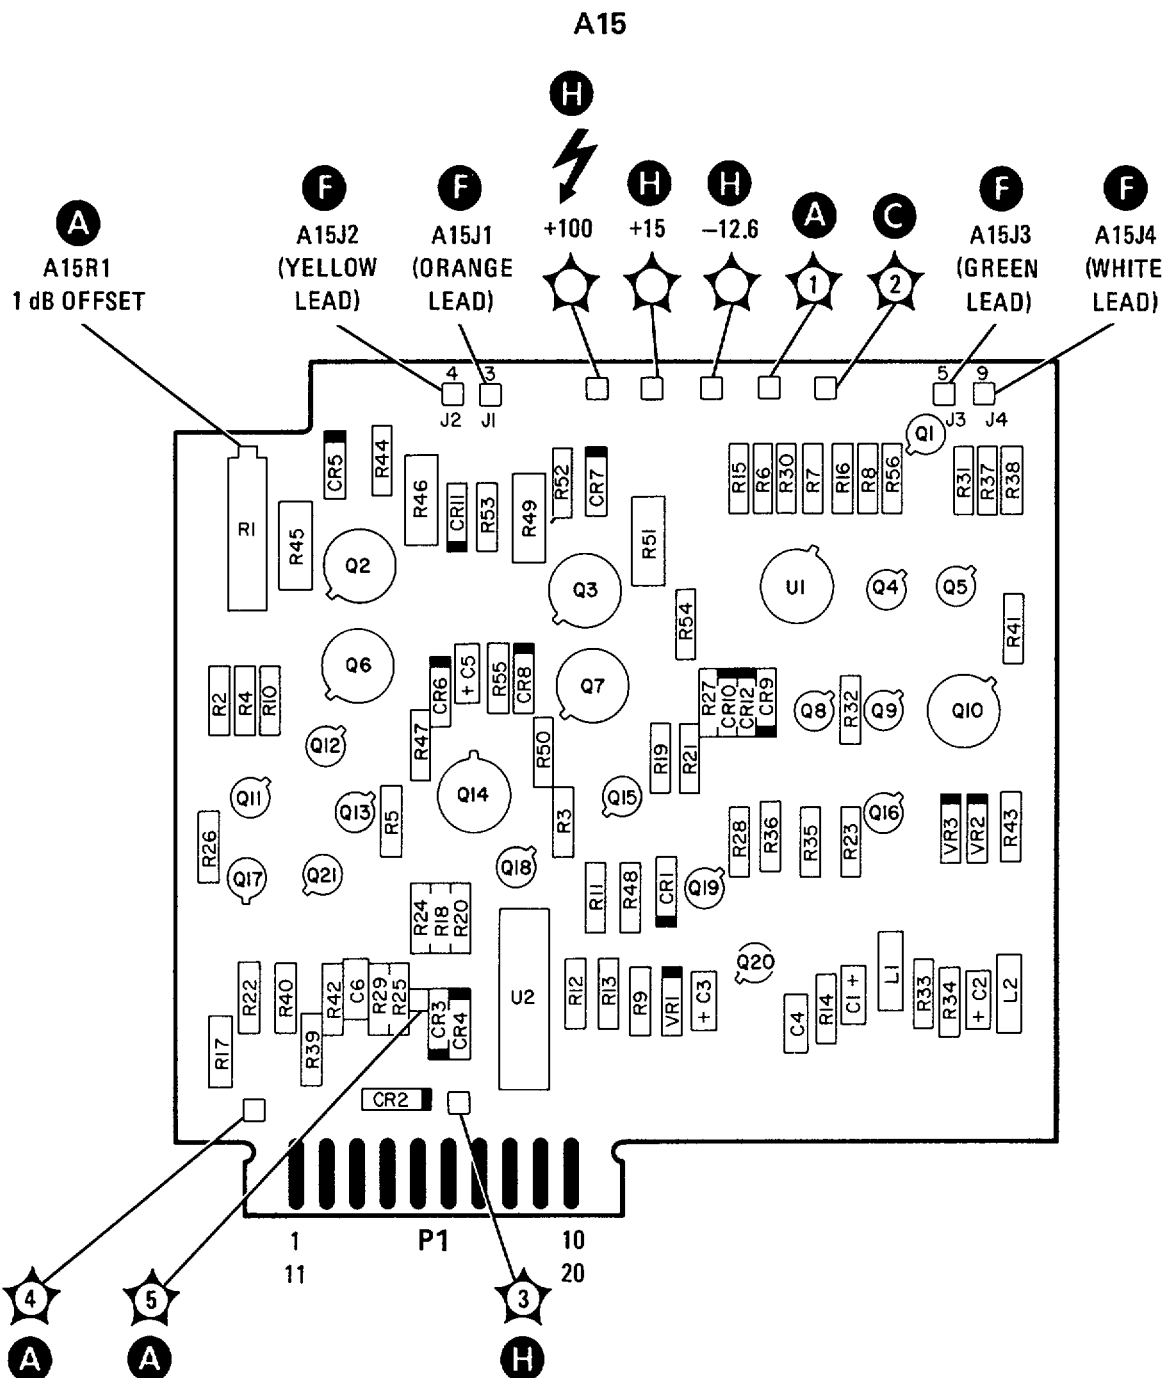 A15
H
F F H H A C F F
A
A15J2 A15J1 +100 +15 −12.6 A15J3 A15J4
A15R1 (YELLOW (ORANGE 1 2 (GREEN (WHITE
1 dB OFFSET LEAD) LEAD) LEAD) LEAD)
4 3 5 9
J2 J1 J3 J4
Q1
CR5 R44 R46 CR11 R53 R49 R52 CR7 R15 R6 R30 R7 R16 R8 R56 R31 R37 R38
R1 R45 R51
Q2 Q3 U1 Q4 Q5
R54 R41
Q6 CR6 + C5 R55 CR8 Q7
R2 R4 R10 R27 CR10 CR12 CR9 Q8 R32 Q9 Q10
Q12 R47 R50 R19 R21
Q11 Q13 R5 Q14 R3 Q15 Q16
R26 R28 R36 R35 R23 VR3 VR2 R43
Q17 Q21 Q18 R11 R48 CR1 Q19
R24 R18 R20
Q20
R22 R40 R42 C6 R29 R25 CR3 CR4 U2 R12 R13 R9 VR1 + C3 C4 R14 C1 + L1 R33 R34 + C2 L2
R17 R39
CR2
1 P1 10
11 20
4 5 3
A A H